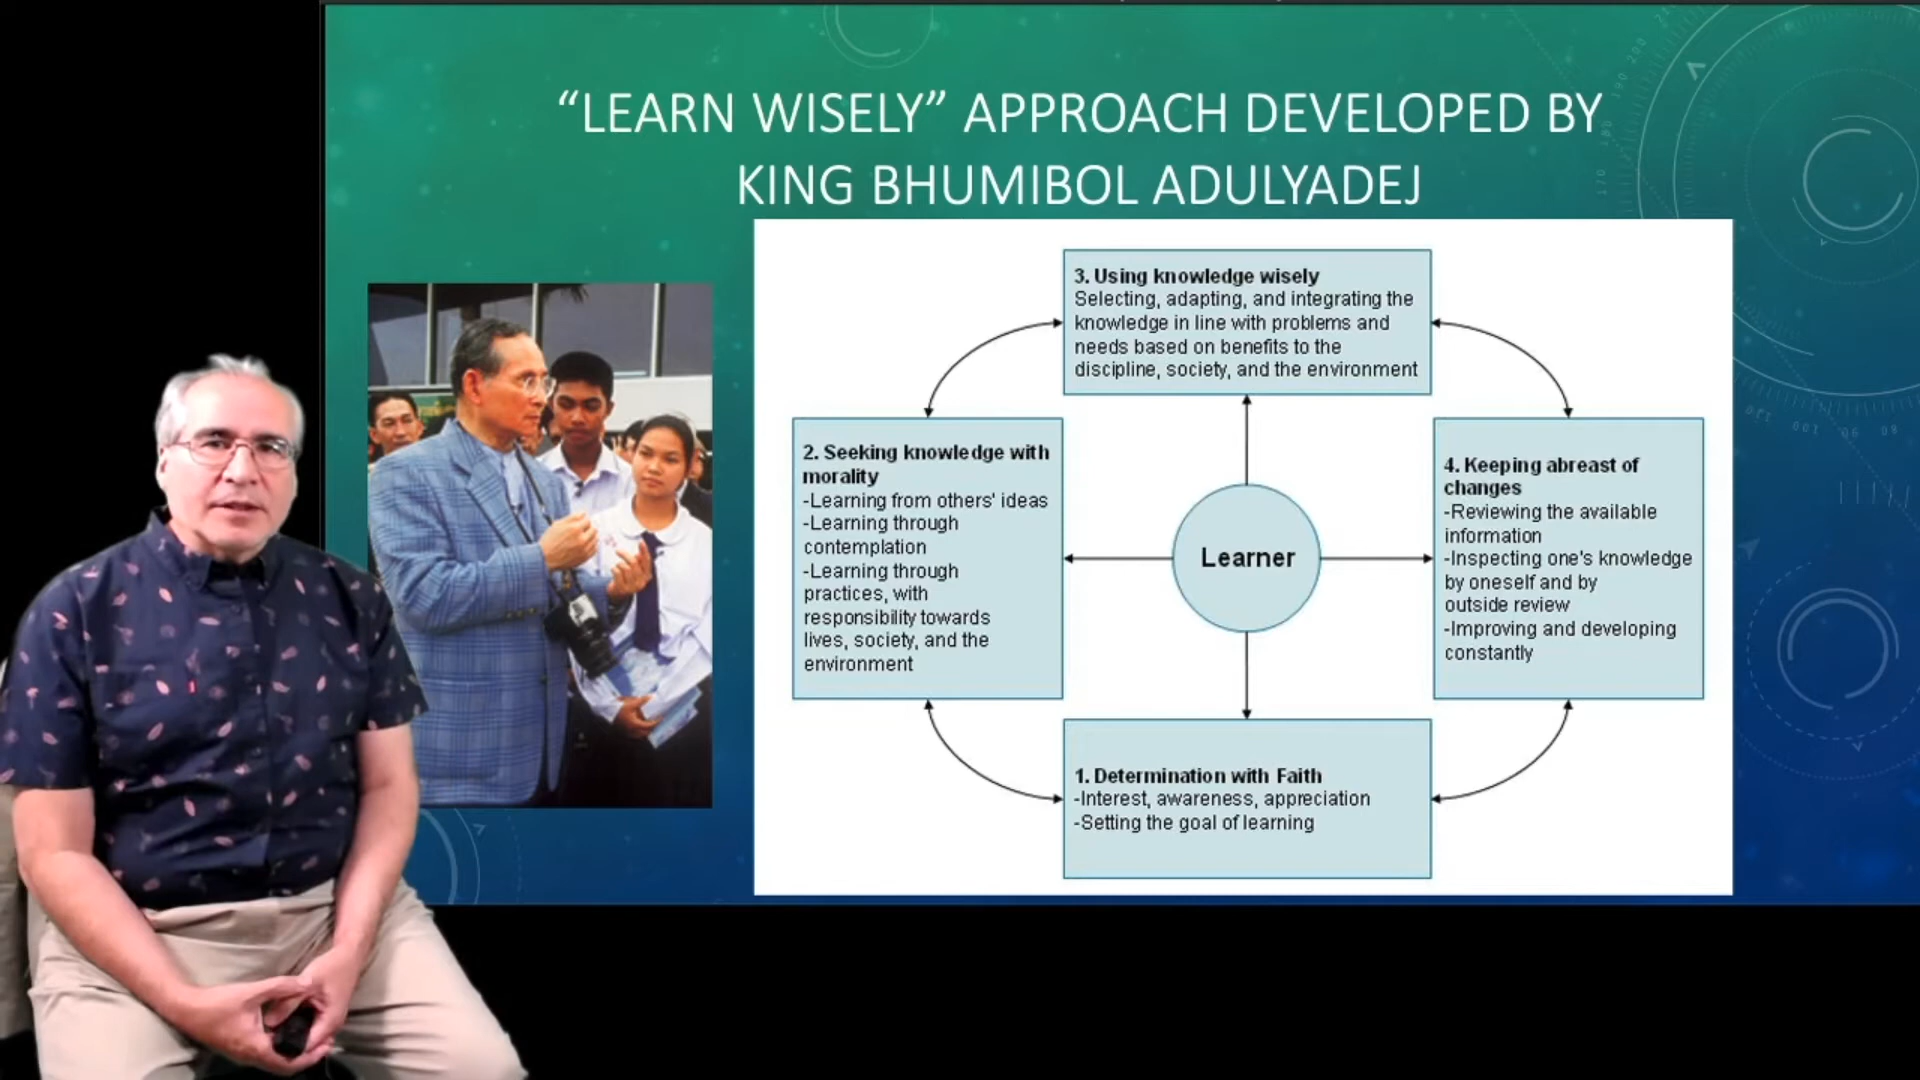 “LEARN WISELY” APPROACH DEVELOPED BY
KING BHUMIBOL ADULYADEJ
3. Using knowledge wisely
Selecting, adapting, and integrating the
knowledge in line with problems and
needs based on benefits to the
discipline, society, and the environment
2. Seeking knowledge with
morality
-Learning from others' ideas
-Learning through
contemplation
-Learning through
practices, with
responsibility towards
lives, society, and the
environment
Learner
4. Keeping abreast of
changes
-Reviewing the available
information
-Inspecting one's knowledge
by oneself and by
outside review
-Improving and developing
constantly
1. Determination with Faith
-Interest, awareness, appreciation
-Setting the goal of learning